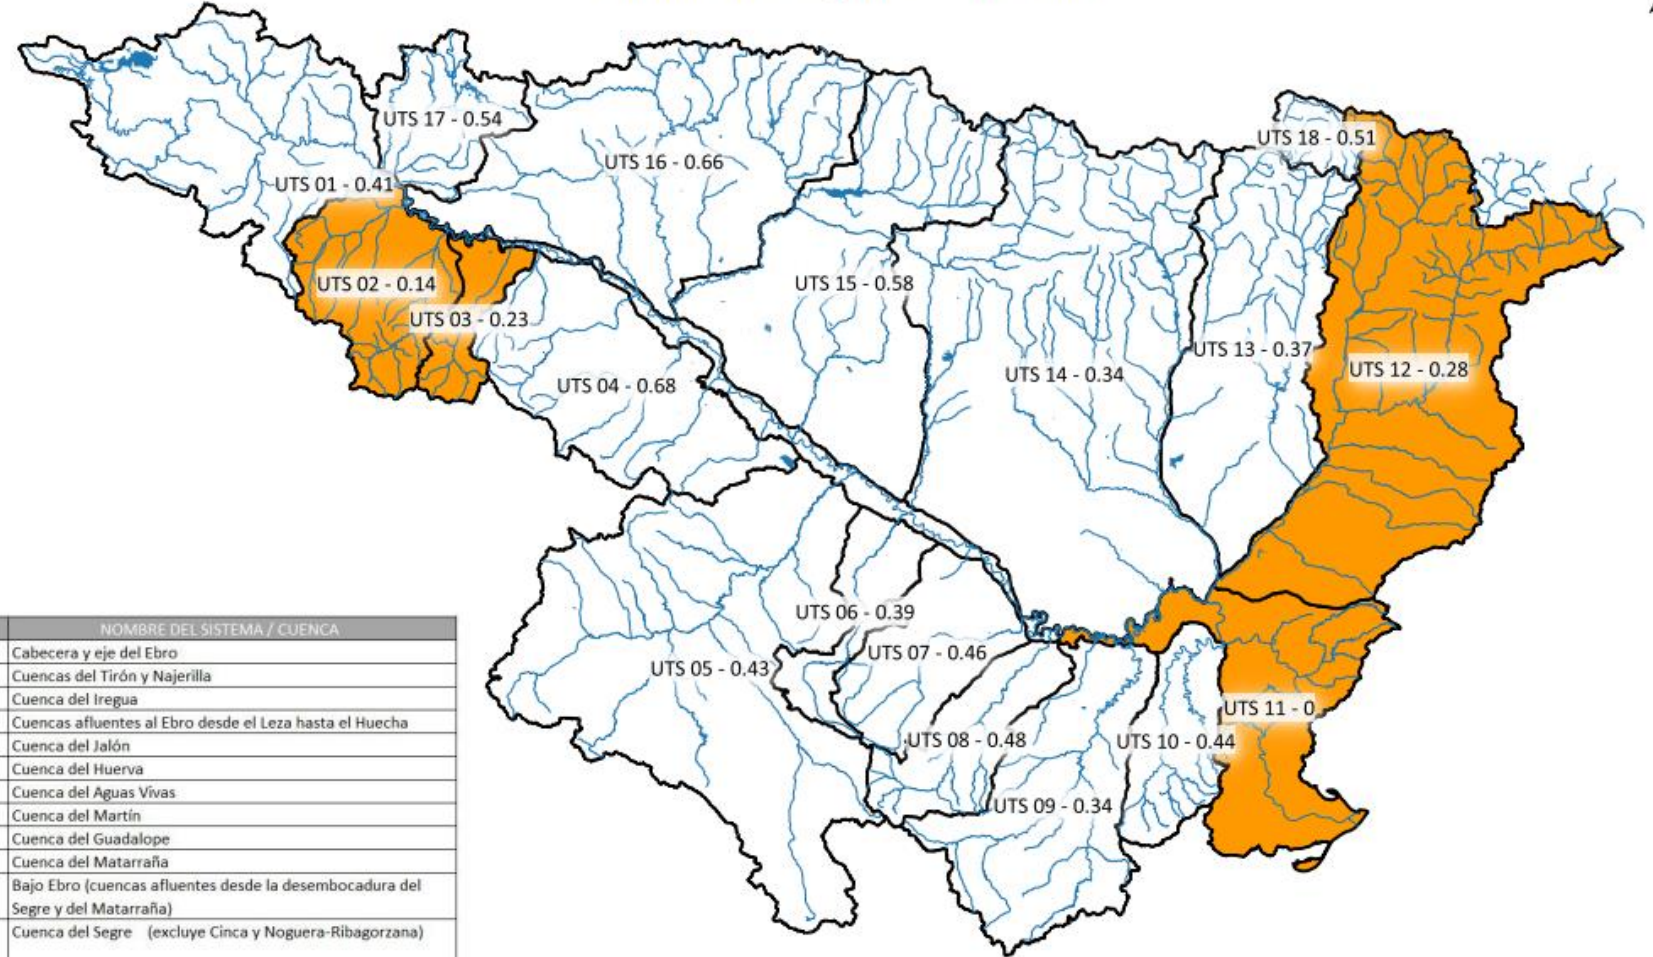 UTS 17 - 0.54
UTS 18 - 0.51
UTS 16 - 0.66
UTS 01 - 0.41
UTS 02 - 0.14
UTS 15 - 0.58
UTS 03 - 0.23
UTS 13 - 0.37
UTS 12 - 0.28
UTS 14 - 0.34
UTS 04 - 0.68
UTS 06 - 0.39
UTS 07 - 0.46
UTS 05 - 0.43
UTS 11 - 0
UTS 08 - 0.48
UTS 10 - 0.44
UTS 09 - 0.34
NOMBRE DEL SISTEMA / CUENCA
Cabecera y eje del Ebro
Cuencas del Tirón y Najerilla
Cuenca del Iregua
Cuencas afluentes al Ebro desde el Leza hasta el Huecha
Cuenca del Jalón
Cuenca del Huerva
Cuenca del Aguas Vivas
Cuenca del Martín
Cuenca del Guadalope
Cuenca del Matarraña
Bajo Ebro (cuencas afluentes desde la desembocadura del
Segre y del Matarraña)
Cuenca del Segre (excluye Cinca y Noguera-Ribagorzana)